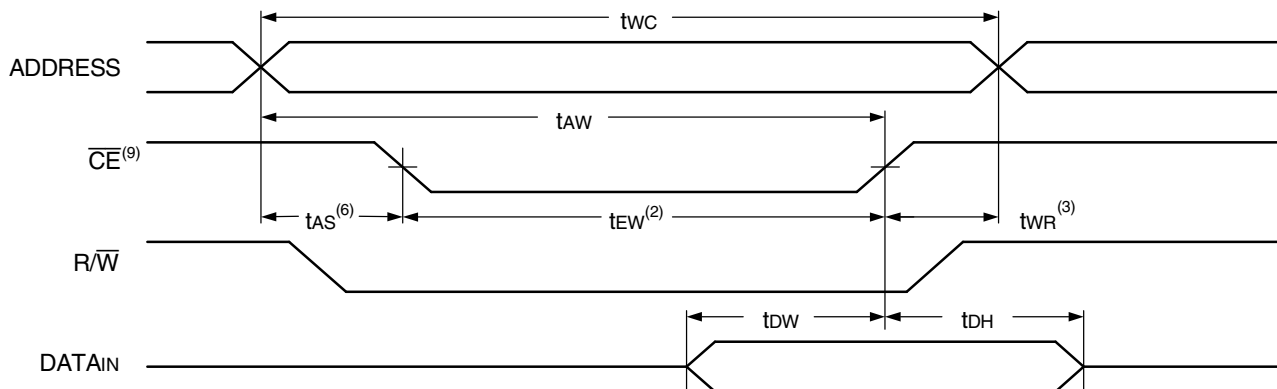 tWC
ADDRESS
tAW
CE(9)
tAS(6) tEW(2) tWR(3)
R/W
tDW tDH
DATAIN